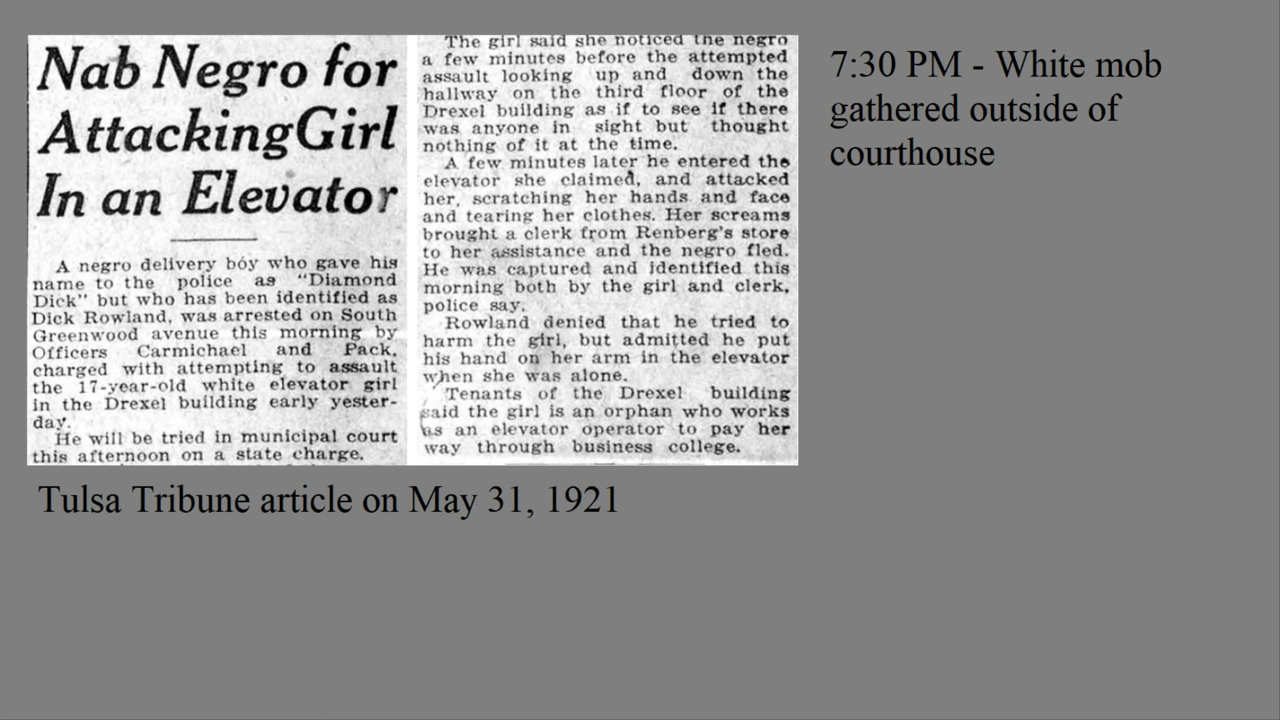 Nab Negro for
Attacking Girl
In an Elevator
A negro delivery boy who gave his
name to the police as "Diamond
Dick" but who has been identified as
Dick Rowland, was arrested on South
Greenwood avenue this morning by
Officers Carmichael and Pack,
charged with attempting to assault
the 17-year-old white elevator girl
in the Drexel building early yester-
day.
He will be tried in municipal court
this afternoon on a state charge.
The girl said she noticed the negro
a few minutes before the attempted
assault looking up and down the
hallway on the third floor of the
Drexel building as if to see if there
was anyone in sight but thought
nothing of it at the time.
A few minutes later he entered the
elevator she claimed, and attacked
her, scratching her hands and face
and tearing her clothes. Her screams
brought a clerk from Renberg's store
to her assistance and the negro fled.
He was captured and identified this
morning both by the girl and clerk,
police say.
Rowland denied that he tried to
harm the girl, but admitted he put
his hand on her arm in the elevator
when she was alone.
Tenants of the Drexel building
said the girl is an orphan who works
as an elevator operator to pay her
way through business college.
Tulsa Tribune article on May 31, 1921
7:30 PM - White mob
gathered outside of
courthouse